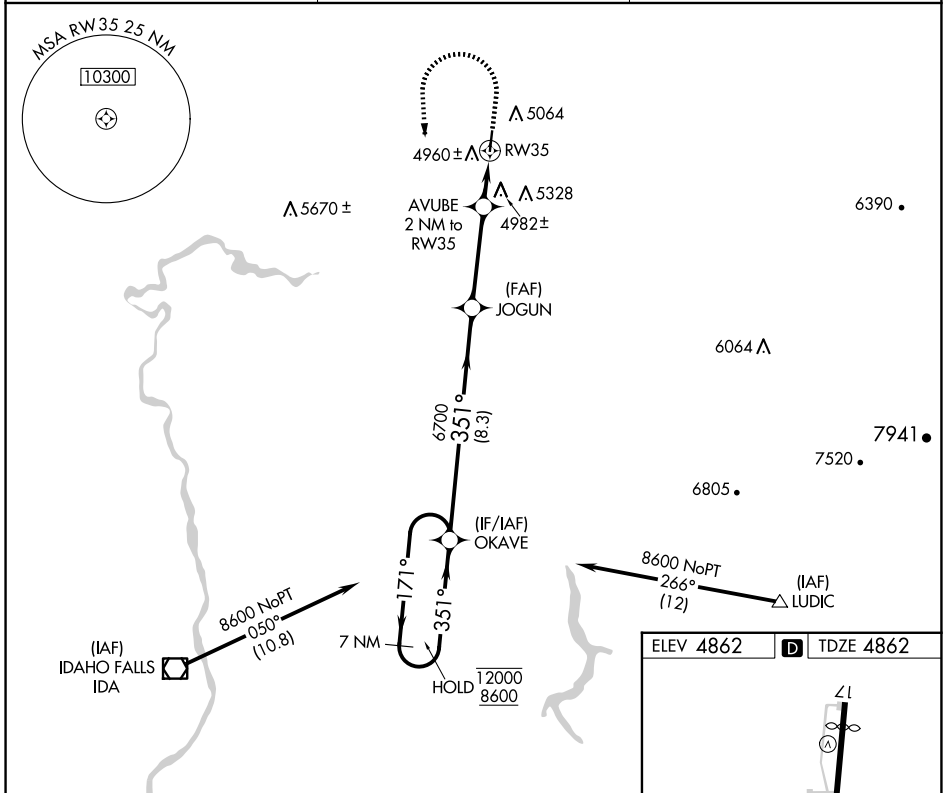 MSA RW35 25 NM
10300
5064
4960 ±
RW35
5670 ±
AVUBE
2 NM to
RW35
5328
4982±
6390
(FAF)
JOGUN
6064
6700
351°
(8.3)
7941
7520
6805
(IF/IAF)
OKAVE
171°
351°
8600 NoPT
266°
(12)
(IAF)
LUDIC
8600 NoPT
050°
(10.8)
(IAF)
IDAHO FALLS
IDA
7 NM
HOLD
12000
8600
ELEV 4862
D
TDZE 4862
17